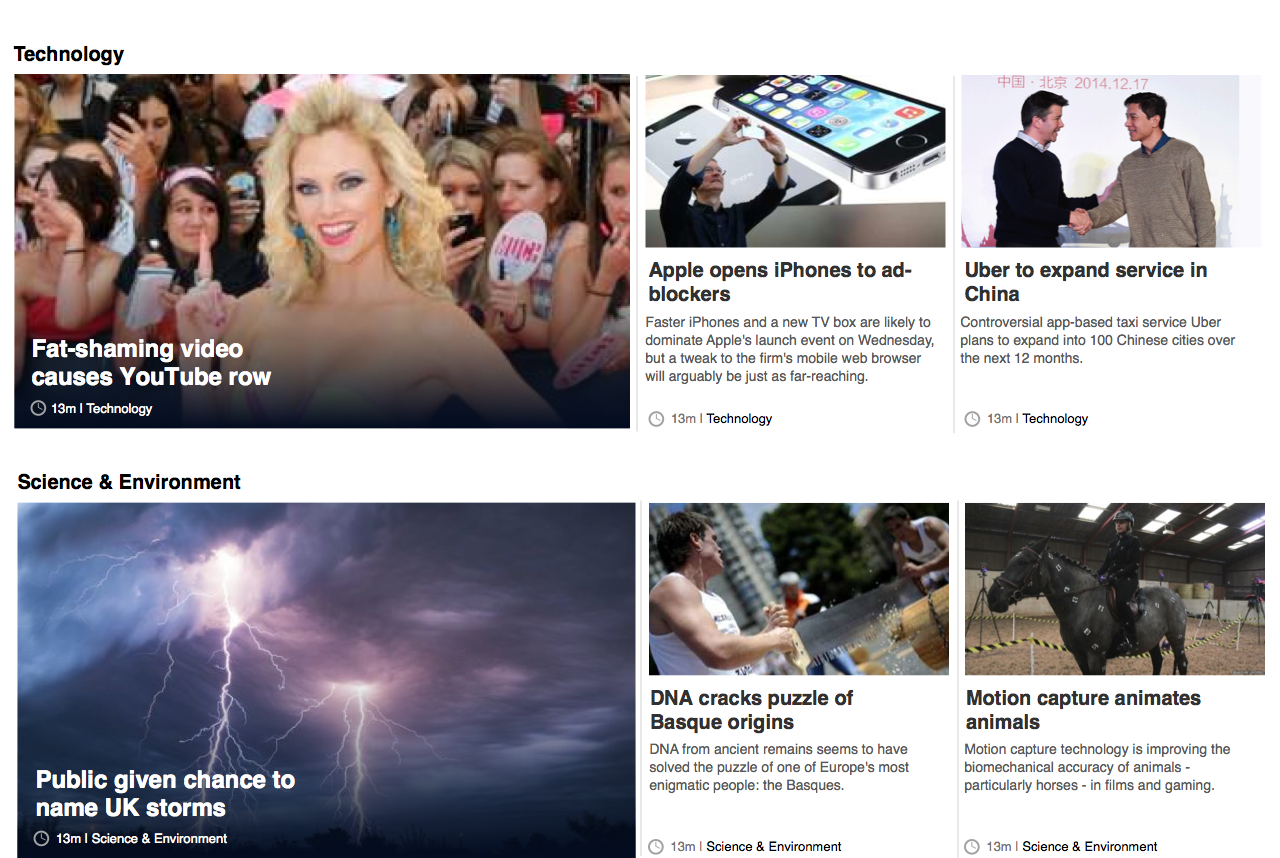 Technology
中国·北京 2014.12.17
iPhone
Fat-shaming video
causes YouTube row
13m | Technology
Apple opens iPhones to ad-
blockers
Faster iPhones and a new TV box are likely to
dominate Apple's launch event on Wednesday,
but a tweak to the firm's mobile web browser
will arguably be just as far-reaching.
13m | Technology
Uber to expand service in
China
Controversial app-based taxi service Uber
plans to expand into 100 Chinese cities over
the next 12 months.
13m | Technology
Science & Environment
Public given chance to
name UK storms
13m | Science & Environment
DNA cracks puzzle of
Basque origins
DNA from ancient remains seems to have
solved the puzzle of one of Europe's most
enigmatic people: the Basques.
13m | Science & Environment
Motion capture animates
animals
Motion capture technology is improving the
biomechanical accuracy of animals -
particularly horses - in films and gaming.
13m | Science & Environment